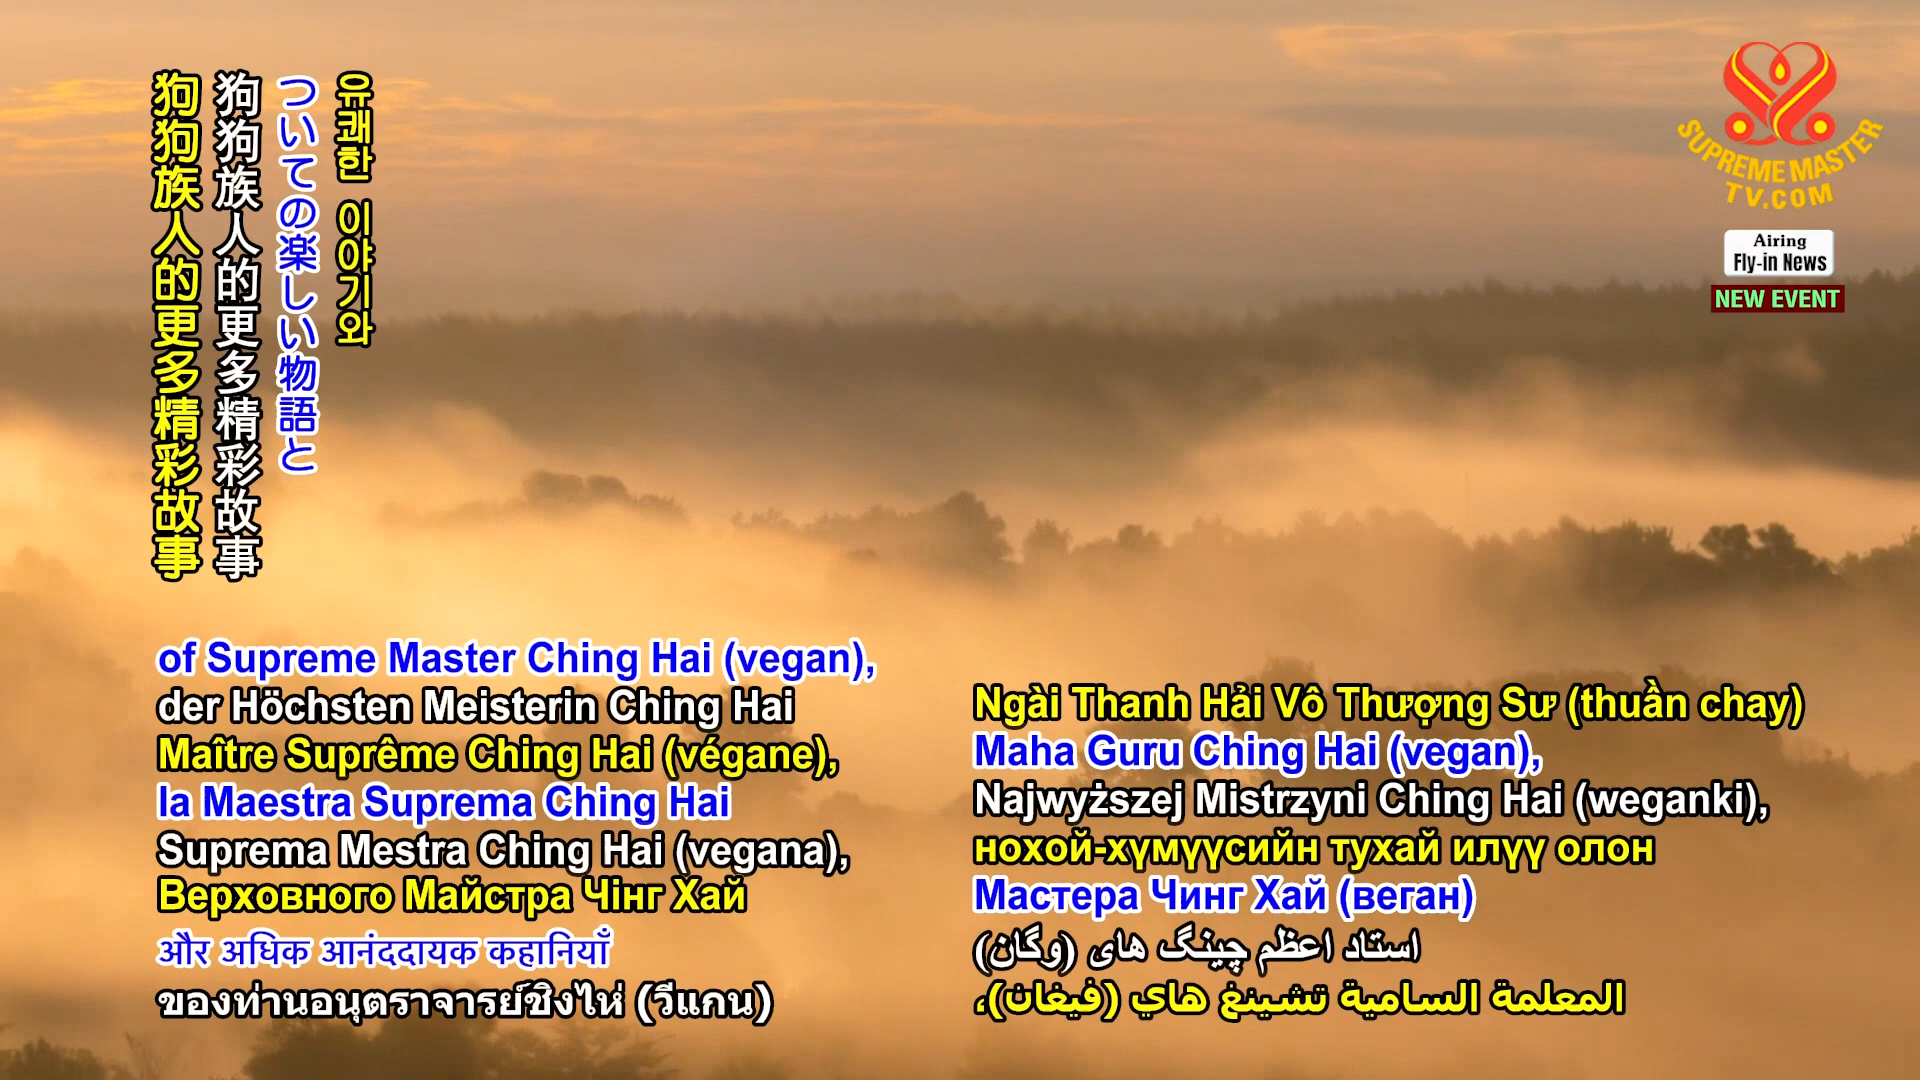 유쾌한 이야기와
ついての楽しい物語と
狗狗族人的更多精彩故事
狗狗族人的更多精彩故事
SUPREME MASTER
TV.COM
Airing
Fly-in News
NEW EVENT
of Supreme Master Ching Hai (vegan),
der Höchsten Meisterin Ching Hai
Maître Suprême Ching Hai (végane),
la Maestra Suprema Ching Hai
Suprema Mestra Ching Hai (vegana),
Верховного Майстра Чінг Хай
और अधिक आनंददायक कहानियाँ
ของท่านอนุตราจารย์ชิงไห่ (วีแกน)
Ngài Thanh Hải Vô Thượng Sư (thuần chay)
Maha Guru Ching Hai (vegan),
Najwyższej Mistrzyni Ching Hai (weganki),
нохой-хүмүүсийн тухай илүү олон
Мастера Чинг Хай (веган)
استاد اعظم چینگ های (وگان)
المعلمة السامية تشينغ هاي (فيغان)،